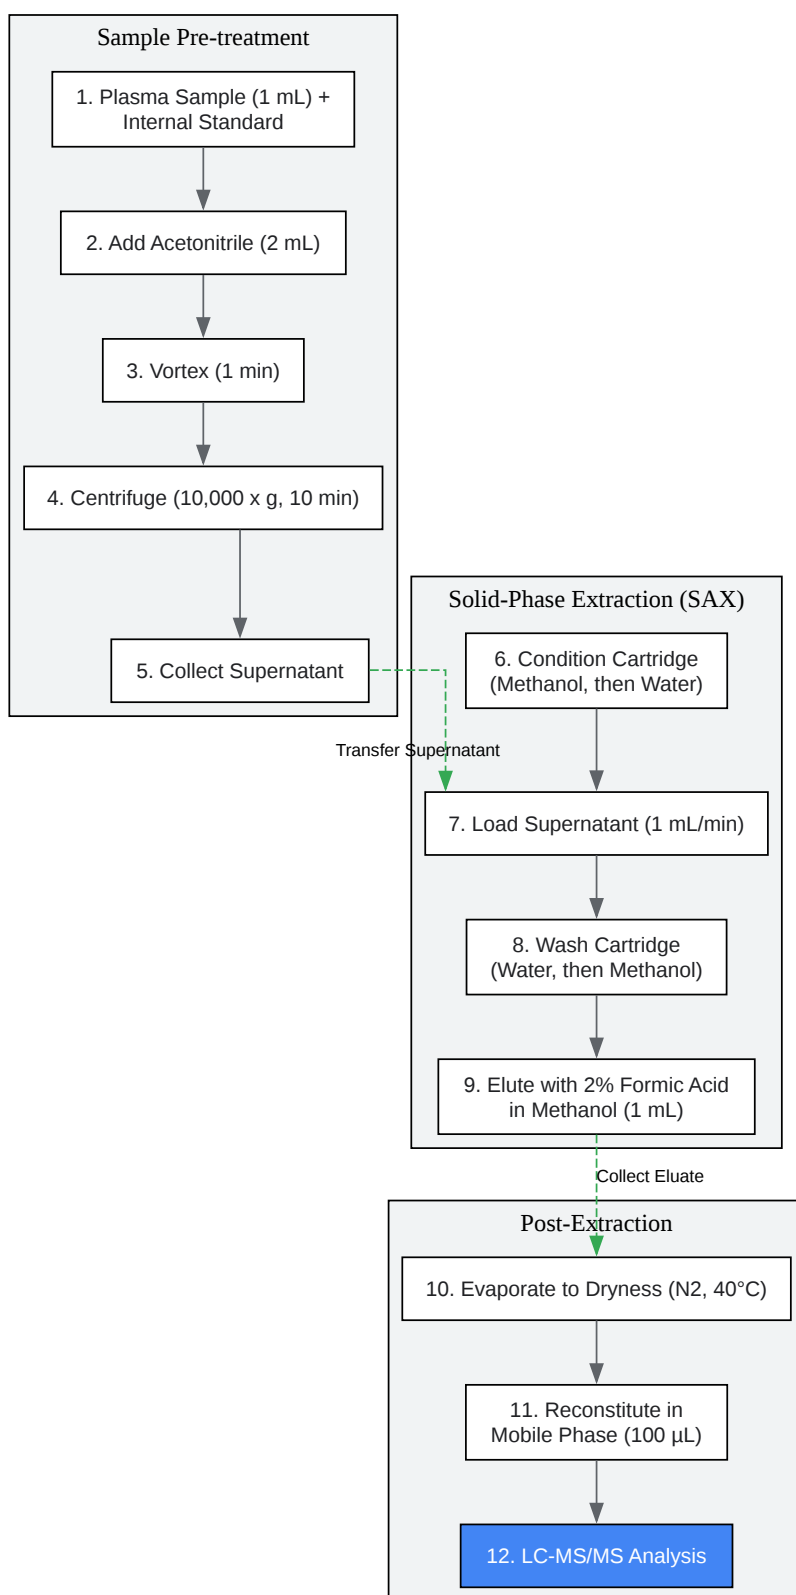 Sample Pre-treatment
1. Plasma Sample (1 mL) +
Internal Standard
2. Add Acetonitrile (2 mL)
3. Vortex (1 min)
4. Centrifuge (10,000 x g, 10 min)
5. Collect Supernatant
Transfer Supernatant
Solid-Phase Extraction (SAX)
6. Condition Cartridge
(Methanol, then Water)
7. Load Supernatant (1 mL/min)
8. Wash Cartridge
(Water, then Methanol)
9. Elute with 2% Formic Acid
in Methanol (1 mL)
Collect Eluate
Post-Extraction
10. Evaporate to Dryness (N2, 40°C)
11. Reconstitute in
Mobile Phase (100 µL)
12. LC-MS/MS Analysis